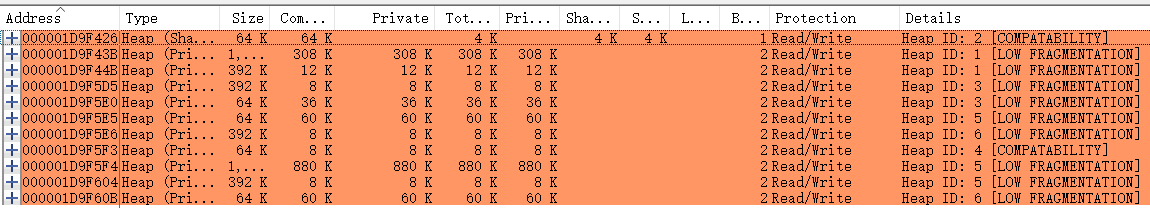 Address Type Size Com... Private Tot... Pri... Sha... S... L... B... Protection Details
000001D9F426 Heap (Sha... 64 K 64 K 4 K 4 K 4 K 1 Read/Write Heap ID: 2 [COMPATABILITY]
000001D9F43B Heap (Pri... 1,... 308 K 308 K 308 K 308 K 2 Read/Write Heap ID: 1 [LOW FRAGMENTATION]
000001D9F44B Heap (Pri... 392 K 12 K 12 K 12 K 12 K 2 Read/Write Heap ID: 1 [LOW FRAGMENTATION]
000001D9F5D5 Heap (Pri... 392 K 8 K 8 K 8 K 8 K 2 Read/Write Heap ID: 3 [LOW FRAGMENTATION]
000001D9F5E0 Heap (Pri... 64 K 36 K 36 K 36 K 36 K 2 Read/Write Heap ID: 3 [LOW FRAGMENTATION]
000001D9F5E5 Heap (Pri... 64 K 60 K 60 K 60 K 60 K 2 Read/Write Heap ID: 5 [LOW FRAGMENTATION]
000001D9F5E6 Heap (Pri... 392 K 8 K 8 K 8 K 8 K 2 Read/Write Heap ID: 6 [LOW FRAGMENTATION]
000001D9F5F3 Heap (Pri... 64 K 8 K 8 K 8 K 8 K 2 Read/Write Heap ID: 4 [COMPATABILITY]
000001D9F5F4 Heap (Pri... 1,... 880 K 880 K 880 K 880 K 2 Read/Write Heap ID: 5 [LOW FRAGMENTATION]
000001D9F604 Heap (Pri... 392 K 8 K 8 K 8 K 8 K 2 Read/Write Heap ID: 5 [LOW FRAGMENTATION]
000001D9F60B Heap (Pri... 64 K 60 K 60 K 60 K 60 K 2 Read/Write Heap ID: 6 [LOW FRAGMENTATION]